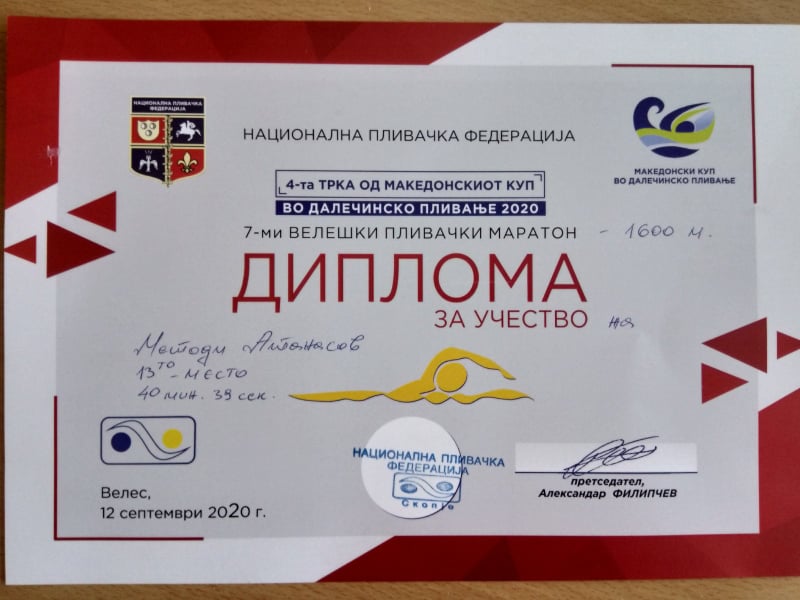 НАЦИОНАЛНА ПЛИВАЧКА
ФЕДЕРАЦИЈА
НАЦИОНАЛНА ПЛИВАЧКА ФЕДЕРАЦИЈА
МАКЕДОНСКИ КУП
ВО ДАЛЕЧИНСКО ПЛИВАЊЕ
4-та ТРКА ОД МАКЕДОНСКИОТ КУП
ВО ДАЛЕЧИНСКО ПЛИВАЊЕ 2020
7-ми ВЕЛЕШКИ ПЛИВАЧКИ МАРАТОН - 1600 м.
ДИПЛОМА
ЗА УЧЕСТВО на
Методи Атанасов
13то - место
40 мин. 39 сек.
НАЦИОНАЛНА ПЛИВАЧКА
ФЕДЕРАЦИЈА
Скопје
Велес,
12 септември 2020 г.
претседател,
Александар ФИЛИПЧЕВ